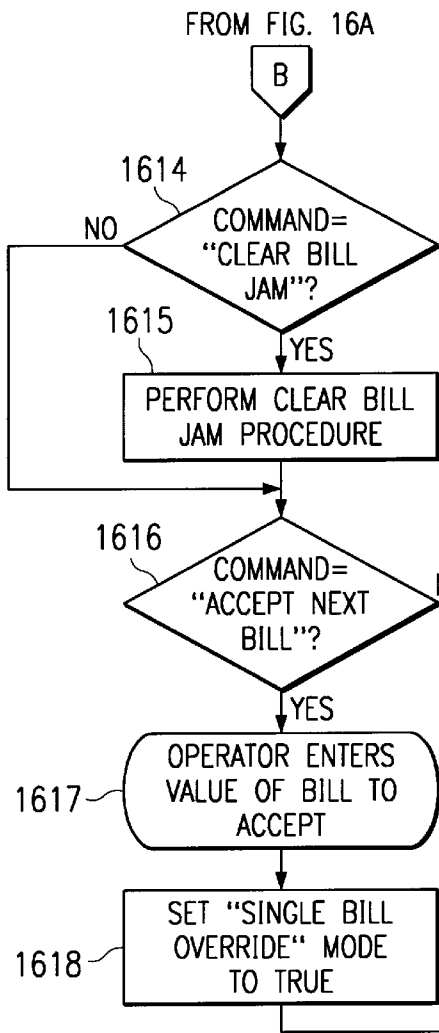 FROM FIG. 16A
B
1614
COMMAND=
"CLEAR BILL
JAM"?
NO
YES
1615
PERFORM CLEAR BILL
JAM PROCEDURE
1616
COMMAND=
"ACCEPT NEXT
BILL"?
YES
OPERATOR ENTERS
VALUE OF BILL TO
ACCEPT
1617
SET "SINGLE BILL
OVERRIDE" MODE
TO TRUE
1618